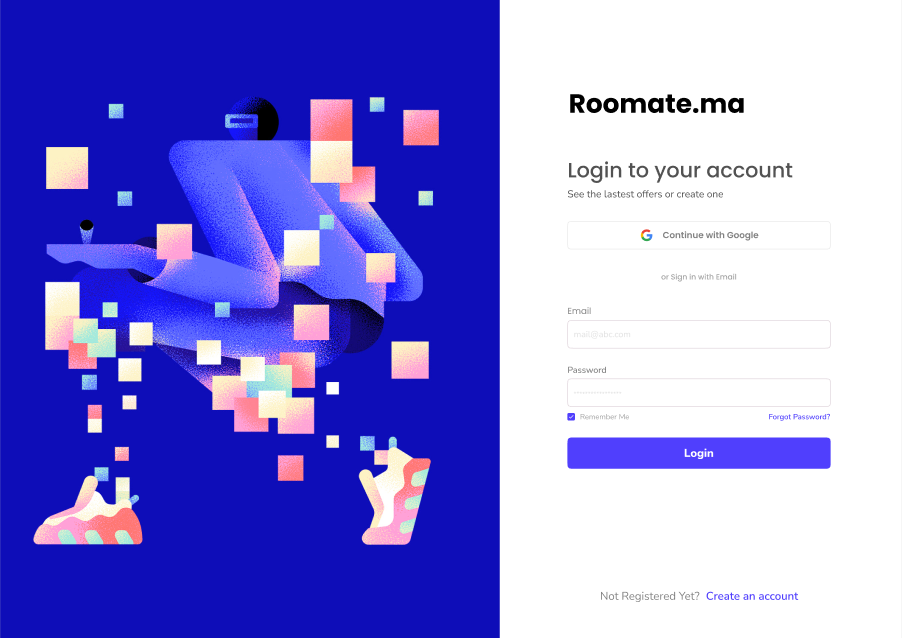 Roomate.ma
Login to your account
See the lastest offers or create one
Continue with Google
or Sign in with Email
Email
mail@abc.com
Password
Remember Me
Forgot Password?
Login
Not Registered Yet? Create an account